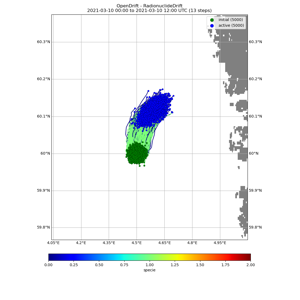 OpenDrift - RadionuclideDrift
2021-03-10 00:00 to 2021-03-10 12:00 UTC (13 steps)
initial (5000)
active (5000)
60.3°N
60.3°N
60.2°N
60.2°N
60.1°N
60.1°N
60°N
60°N
59.9°N
59.9°N
59.8°N
59.8°N
4.05°E
4.2°E
4.35°E
4.5°E
4.65°E
4.8°E
4.95°E
0.00
0.25
0.50
0.75
1.00
1.25
1.50
1.75
2.00
specie